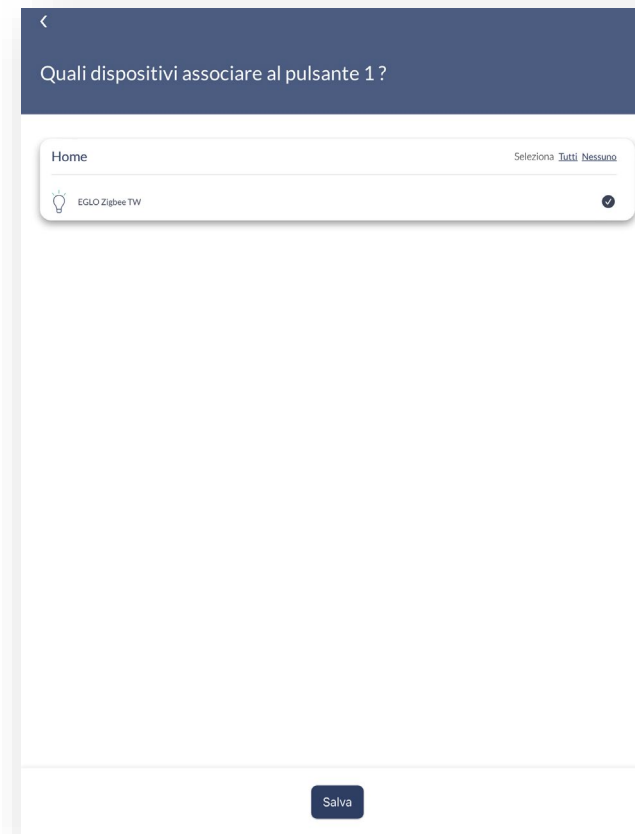 Quali dispositivi associare al pulsante 1 ?
Home
Seleziona Tutti Nessuno
EGLO Zigbee TW
Salva